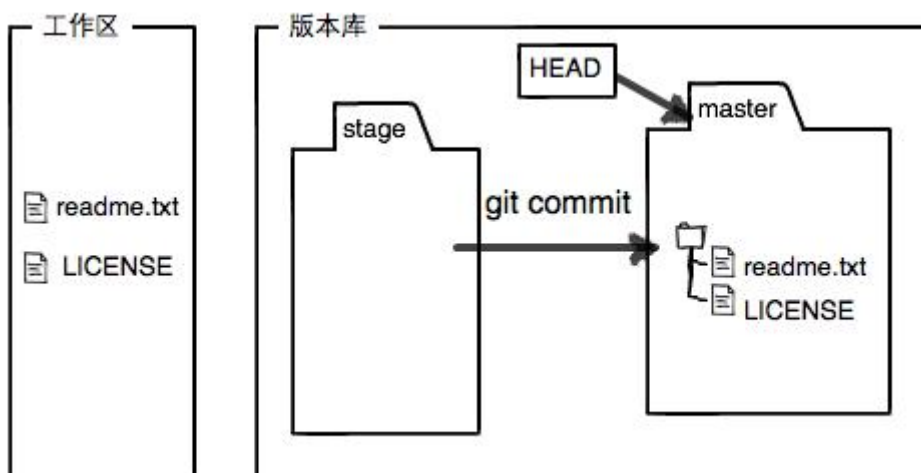 工作区
readme.txt
LICENSE
版本库
HEAD
stage
master
git commit
readme.txt
LICENSE